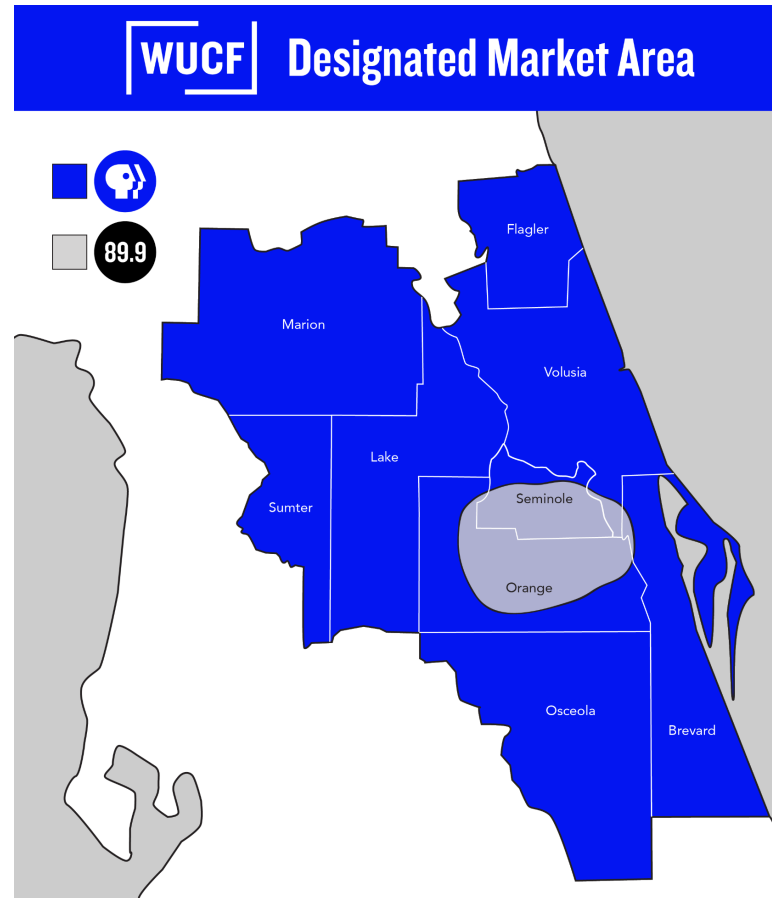 WUCF Designated Market Area
89.9
Flagler
Marion
Volusia
Lake
Seminole
Sumter
Orange
Osceola
Brevard